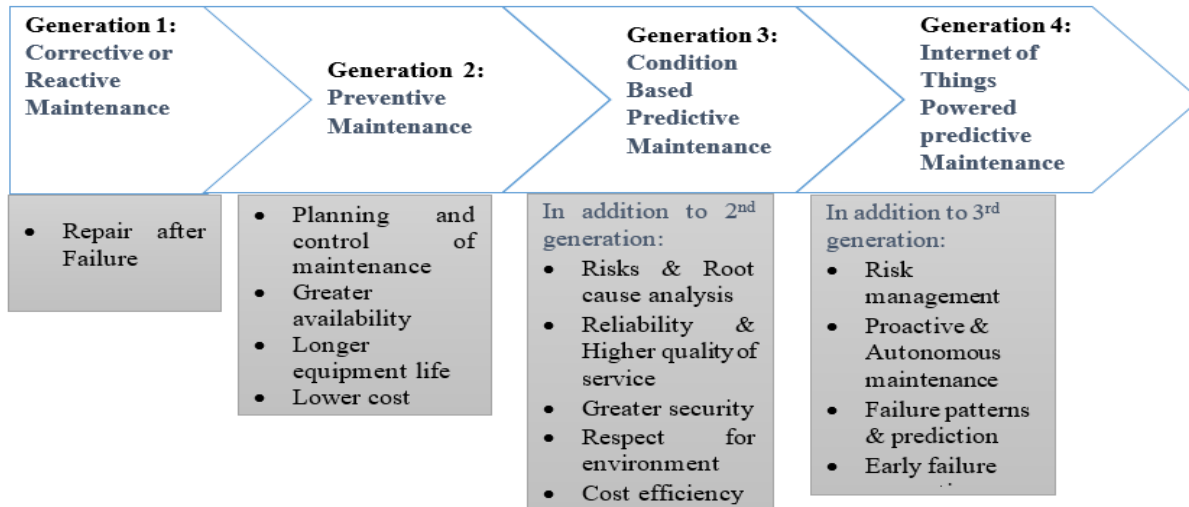 Generation 1:
Corrective or
Reactive
Maintenance
Generation 2:
Preventive
Maintenance
Generation 3:
Condition
Based
Predictive
Maintenance
Generation 4:
Internet of
Things
Powered
predictive
Maintenance
• Repair after
Failure
• Planning and
control of
maintenance
• Greater
availability
• Longer
equipment life
• Lower cost
In addition to 2nd
generation:
• Risks & Root
cause analysis
• Reliability &
Higher quality of
service
• Greater security
• Respect for
environment
• Cost efficiency
In addition to 3rd
generation:
• Risk
management
• Proactive &
Autonomous
maintenance
• Failure patterns
& prediction
• Early failure